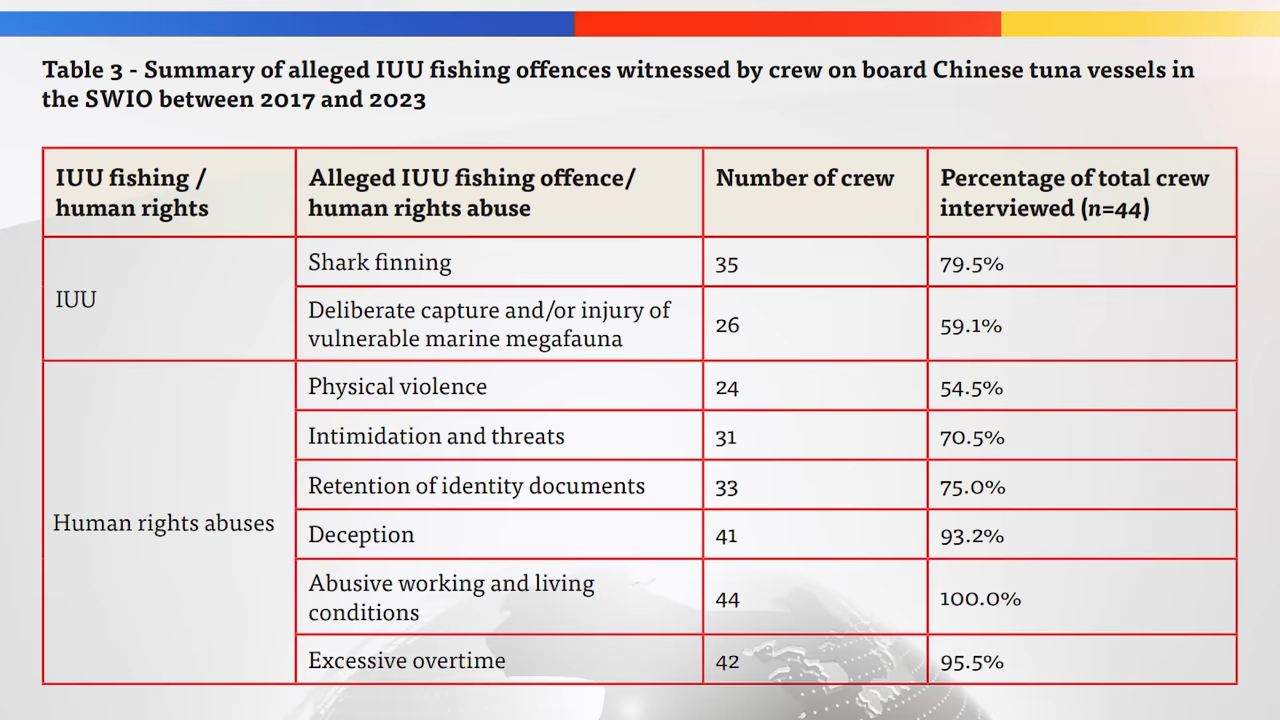 Table 3 - Summary of alleged IUU fishing offences witnessed by crew on board Chinese tuna vessels in
the SWIO between 2017 and 2023
IUU fishing /
human rights
Alleged IUU fishing offence/
human rights abuse
Number of crew
Percentage of total crew
interviewed (n=44)
IUU
Shark finning
35
79.5%
Deliberate capture and/or injury of
vulnerable marine megafauna
26
59.1%
Human rights abuses
Physical violence
24
54.5%
Intimidation and threats
31
70.5%
Retention of identity documents
33
75.0%
Deception
41
93.2%
Abusive working and living
conditions
44
100.0%
Excessive overtime
42
95.5%